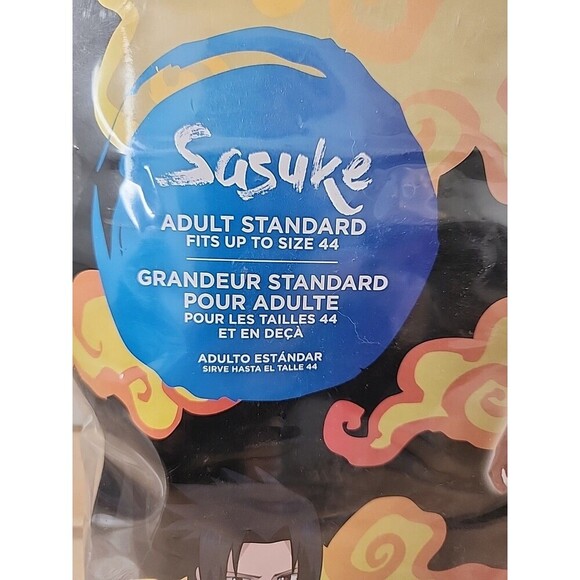 Sasuke
ADULT STANDARD
FITS UP TO SIZE 44
GRANDEUR STANDARD
POUR ADULTE
POUR LES TAILLES 44
ET EN DEÇÀ
ADULTO ESTÁNDAR
SIRVE HASTA EL TALLE 44